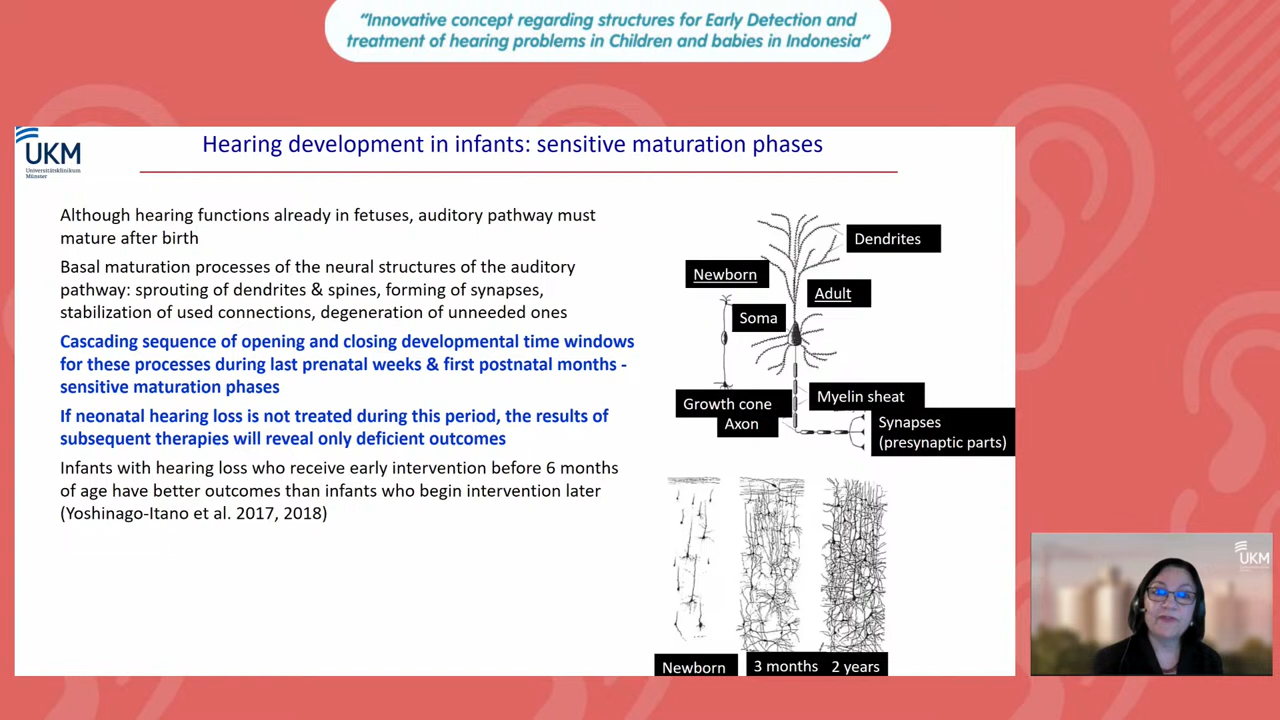 “Innovative concept regarding structures for Early Detection and
treatment of hearing problems in Children and babies in Indonesia”
UKM
Universitätsklinikum
Münster
Hearing development in infants: sensitive maturation phases
Although hearing functions already in fetuses, auditory pathway must
mature after birth
Basal maturation processes of the neural structures of the auditory
pathway: sprouting of dendrites & spines, forming of synapses,
stabilization of used connections, degeneration of unneeded ones
Cascading sequence of opening and closing developmental time windows
for these processes during last prenatal weeks & first postnatal months -
sensitive maturation phases
If neonatal hearing loss is not treated during this period, the results of
subsequent therapies will reveal only deficient outcomes
Infants with hearing loss who receive early intervention before 6 months
of age have better outcomes than infants who begin intervention later
(Yoshinago-Itano et al. 2017, 2018)
Dendrites
Newborn
Adult
Soma
Myelin sheat
Growth cone
Axon
Synapses
(presynaptic parts)
Newborn
3 months
2 years
UKM